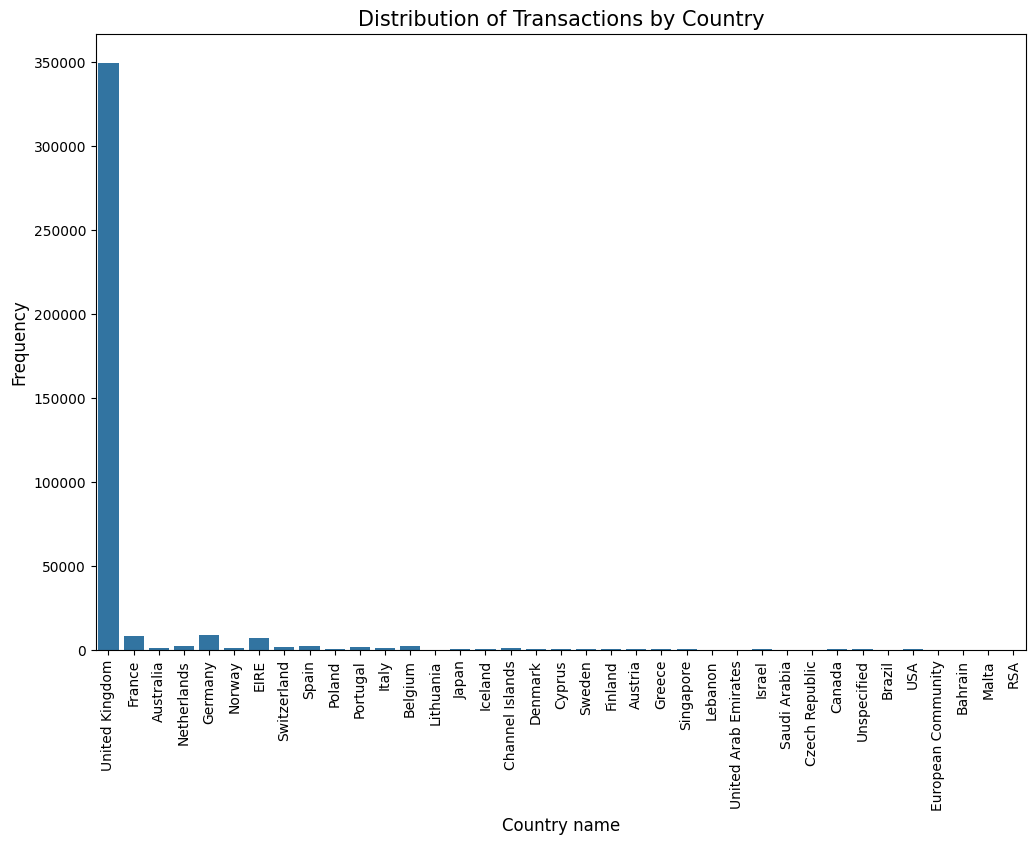 Distribution of Transactions by Country
Frequency
350000
300000
250000
200000
150000
100000
50000
0
United Kingdom
France
Australia
Netherlands
Germany
Norway
EIRE
Switzerland
Spain
Poland
Portugal
Italy
Belgium
Lithuania
Japan
Iceland
Channel Islands
Denmark
Cyprus
Sweden
Finland
Austria
Greece
Singapore
Lebanon
United Arab Emirates
Israel
Saudi Arabia
Czech Republic
Canada
Unspecified
Brazil
USA
European Community
Bahrain
Malta
RSA
Country name